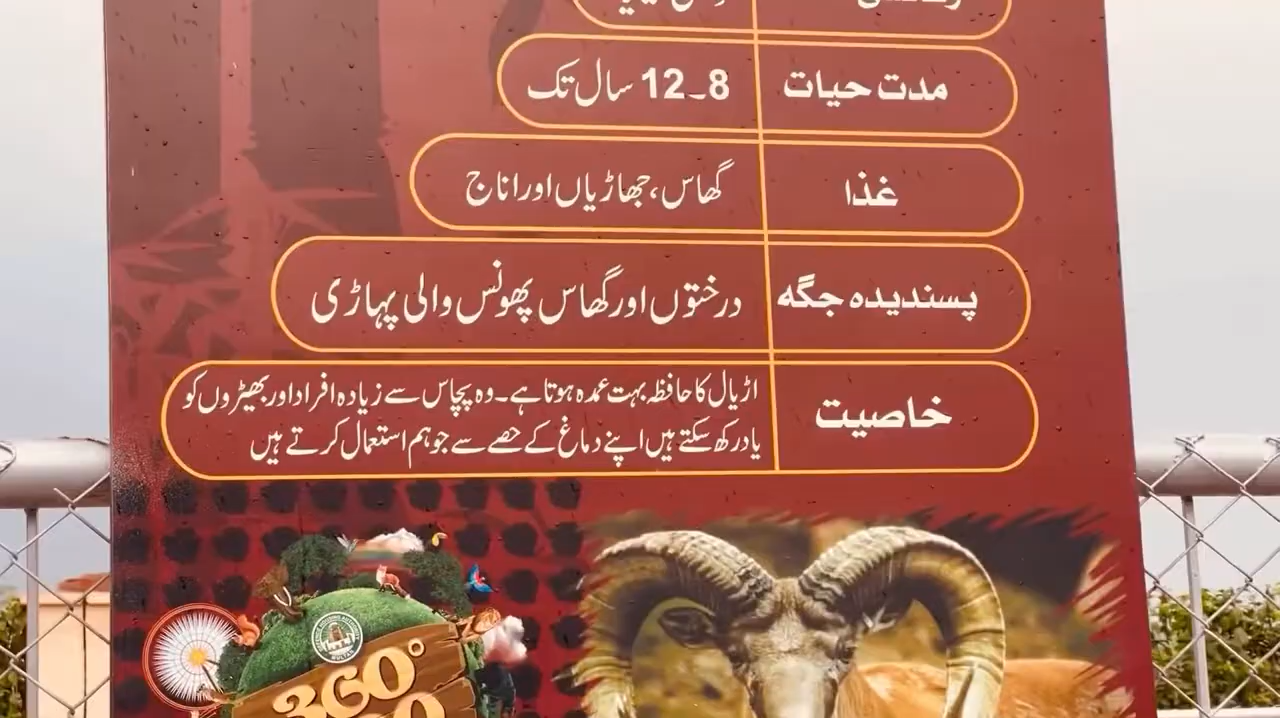 مدت حیات 8۔12 سال تک
غذا گھاس، جھاڑیاں اور اناج
پسندیدہ جگہ درختوں اور گھاس پھونس والی پہاڑی
خاصیت اڑیال کا حافظہ بہت عمدہ ہوتا ہے۔ وہ پچاس سے زیادہ افراد اور بھیڑوں کو
یاد رکھ سکتے ہیں اپنے دماغ کے حصے سے جو ہم استعمال کرتے ہیں
360°